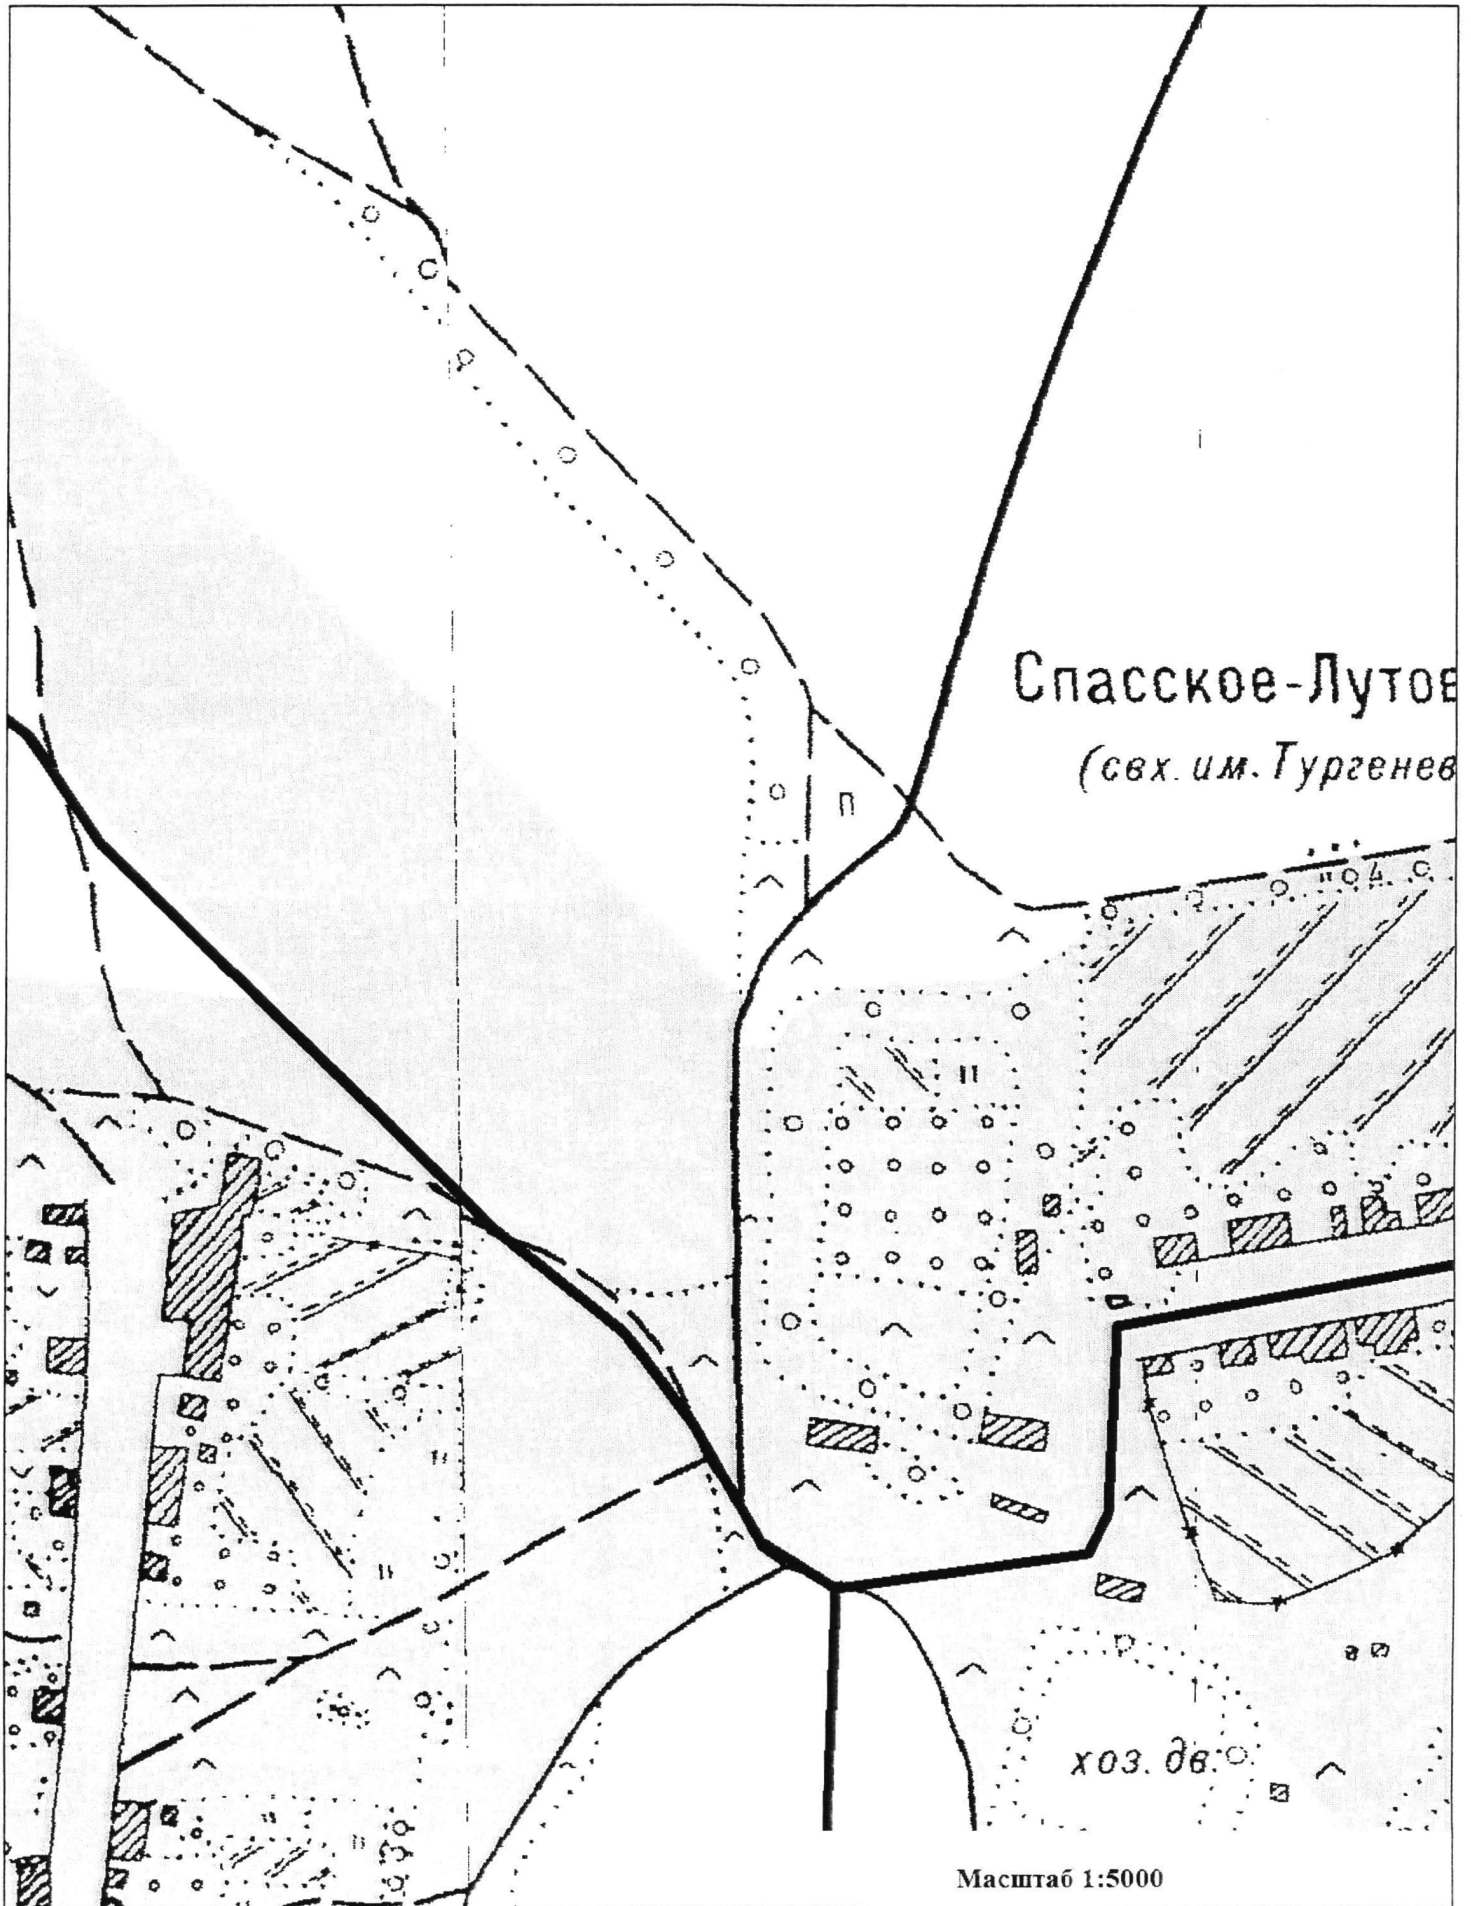 Спасское-Лутов
(свх. им. Тургенев
П
хоз. дв.
Масштаб 1:5000